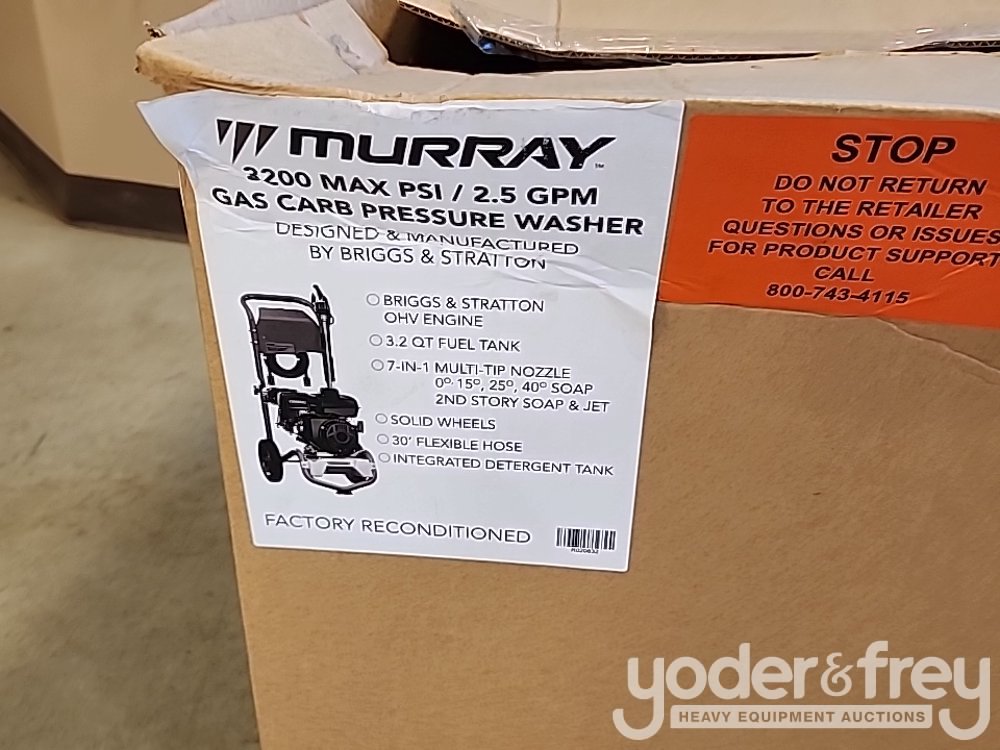 MURRAY™
3200 MAX PSI / 2.5 GPM
GAS CARB PRESSURE WASHER
DESIGNED & MANUFACTURED
BY BRIGGS & STRATTON
BRIGGS & STRATTON
OHV ENGINE
3.2 QT FUEL TANK
7-IN-1 MULTI-TIP NOZZLE
0º 15º, 25º, 40º SOAP
2ND STORY SOAP & JET
SOLID WHEELS
30' FLEXIBLE HOSE
INTEGRATED DETERGENT TANK
FACTORY RECONDITIONED
R020832
STOP
DO NOT RETURN
TO THE RETAILER
QUESTIONS OR ISSUES
FOR PRODUCT SUPPORT
CALL
800-743-4115
yoder&frey
HEAVY EQUIPMENT AUCTIONS